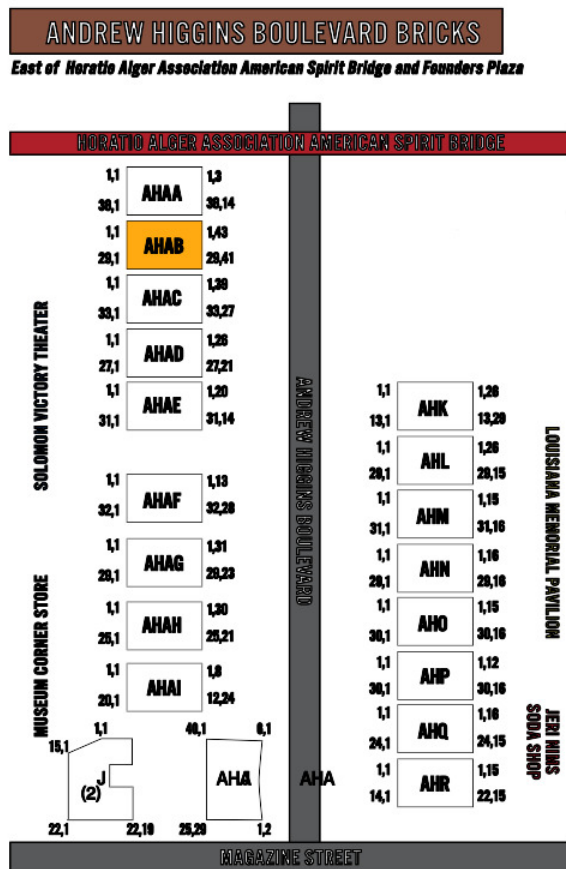 ANDREW HIGGINS BOULEVARD BRICKS
East of Horatio Alger Association American Spirit Bridge and Founders Plaza
HORATIO ALGER ASSOCIATION AMERICAN SPIRIT BRIDGE
1,1 1,3
AHAA
38,1 38,14
1,1 1,43
AHAB
29,1 29,41
1,1 1,39
AHAC
33,1 33,27
1,1 1,26
AHAD
27,1 27,21
1,1 1,20
AHAE
31,1 31,14
1,1 1,13
AHAF
32,1 32,28
1,1 1,31
AHAG
29,1 29,23
1,1 1,30
AHAH
25,1 25,21
1,1 1,8
AHAI
20,1 12,24
SOLOMON VICTORY THEATER
MUSEUM CORNER STORE
1,1
15,1
J
(2)
22,1 22,19
40,1
AHA
25,29 1,2
ANDREW HIGGINS BOULEVARD
AHA
1,1 1,26
AHK
13,1 13,29
1,1 1,26
AHL
29,1 29,15
1,1 1,15
AHM
31,1 31,16
1,1 1,16
AHN
29,1 29,16
1,1 1,15
AHO
30,1 30,16
1,1 1,12
AHP
30,1 30,16
1,1 1,16
AHQ
24,1 24,15
1,1 1,15
AHR
14,1 22,15
LOUISIANA MEMORIAL PAVILION
JERI NIMS
SODA SHOP
MAGAZINE STREET